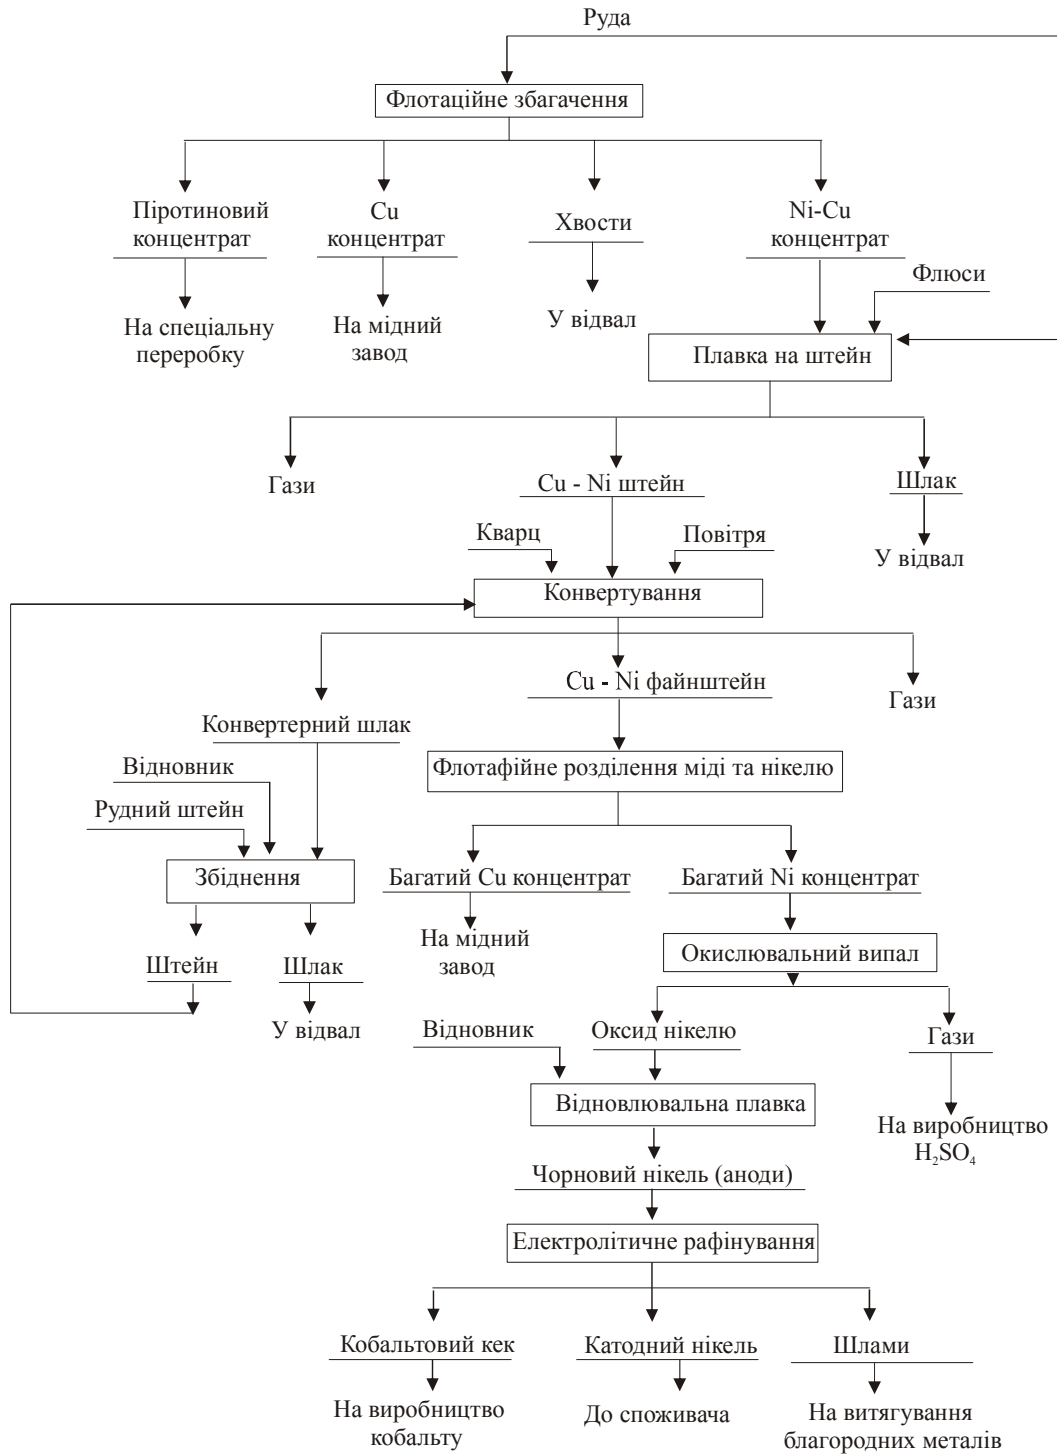 Руда
Флотаційне збагачення
Піротиновий
концентрат
Cu
концентрат
Хвости
Ni-Cu
концентрат
Флюси
На спеціальну
переробку
На мідний
завод
У відвал
Плавка на штейн
Гази
Cu - Ni штейн
Шлак
Кварц
Повітря
У відвал
Конвертування
Cu - Ni файнштейн
Гази
Конвертерний шлак
Відновник
Флотафійне розділення міді та нікелю
Рудний штейн
Збіднення
Багатий Cu концентрат
Багатий Ni концентрат
На мідний
завод
Окислювальний випал
Штейн
Шлак
У відвал
Відновник
Оксид нікелю
Гази
Відновлювальна плавка
На виробництво
H₂SO₄
Чорновий нікель (аноди)
Електролітичне рафінування
Кобальтовий кек
Катодний нікель
Шлами
На виробництво
кобальту
До споживача
На витягування
благородних металів